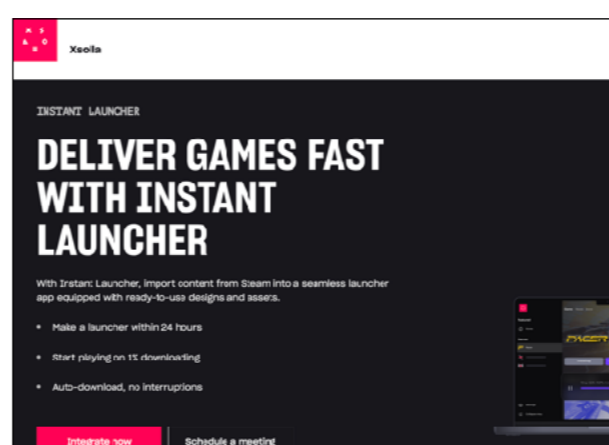 Xsolla
INSTANT LAUNCHER
DELIVER GAMES FAST
WITH INSTANT
LAUNCHER
With Instant Launcher, import content from Steam into a seamless launcher
app equipped with ready-to-use designs and assets.
• Make a launcher within 24 hours
• Start playing on 1% downloading
• Auto-download, no interruptions
Integrate now
Schedule a meeting
PACER